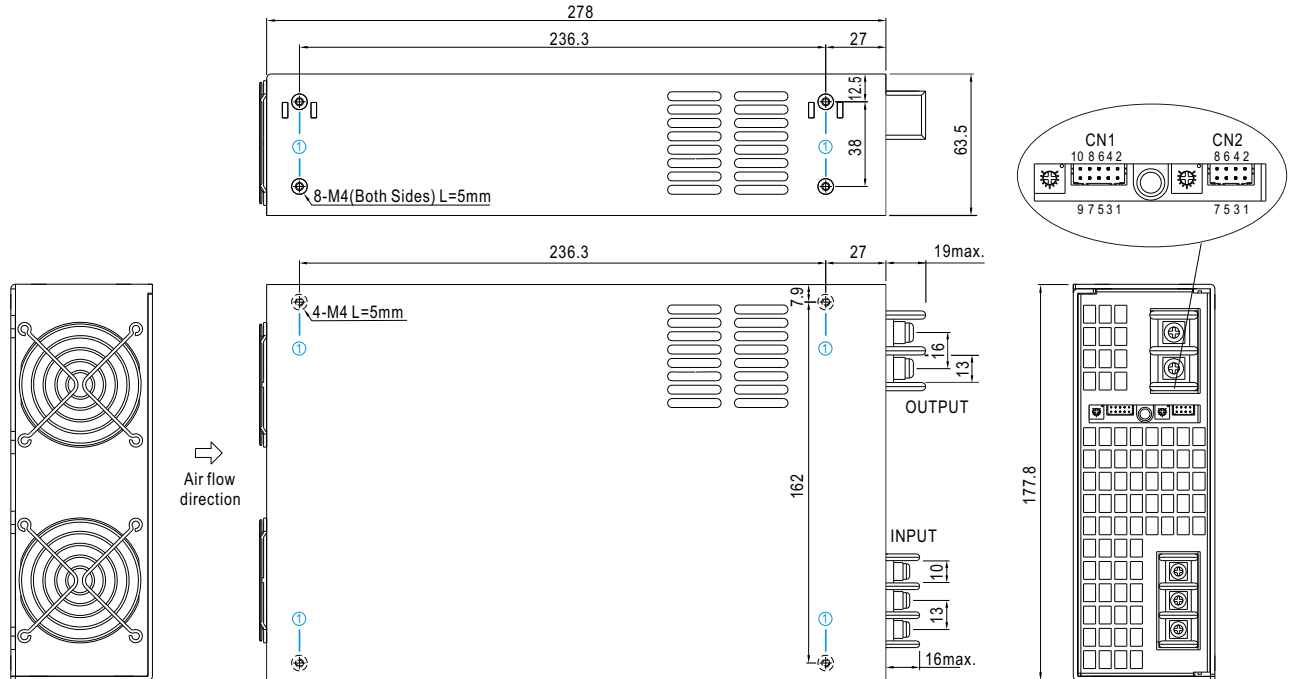 278
236.3
27
12.5
38
63.5
①
①
8-M4(Both Sides) L=5mm
CN1
CN2
10 8 6 4 2
8 6 4 2
9 7 5 3 1
7 5 3 1
236.3
27
19max.
7.9
4-M4 L=5mm
①
①
16
13
OUTPUT
Air flow
direction
162
177.8
INPUT
10
13
①
①
16max.